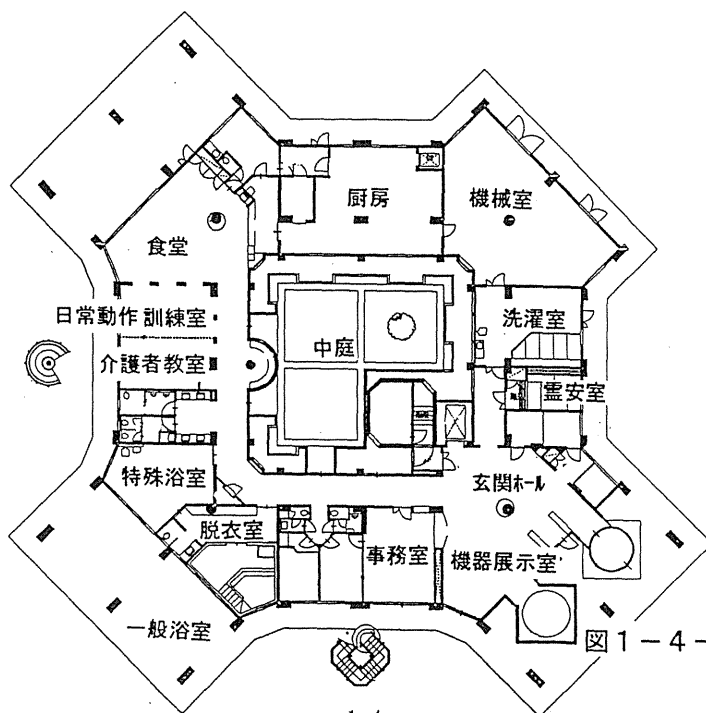 厨房
機械室
食堂
日常動作訓練室
洗濯室
介護者教室
中庭
霊安室
特殊浴室
玄関ホール
脱衣室
事務室
機器展示室
一般浴室
図1-4-